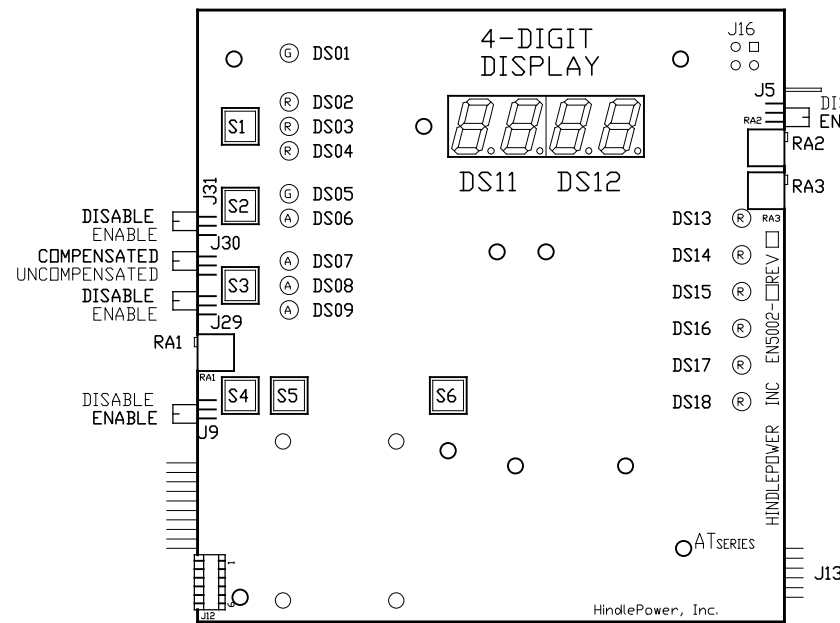 4-DIGIT
DISPLAY
J16
G DS01
R DS02
R DS03
R DS04
S1
J5
RA2
RA2
RA3
DS11 DS12
J31
G DS05
A DS06
S2
DISABLE
ENABLE
J30
COMPENSATED
UNCOMPENSATED
A DS07
A DS08
A DS09
S3
DISABLE
ENABLE
J29
RA1
RA1
DS13 R
RA3
DS14 R
DS15 R
DS16 R
DS17 R
DS18 R
HINDLEPOWER INC EN5002-□REV □
S4 S5 S6
DISABLE
ENABLE
J9
AT SERIES
J13
1
6
J12
HindlePower, Inc.